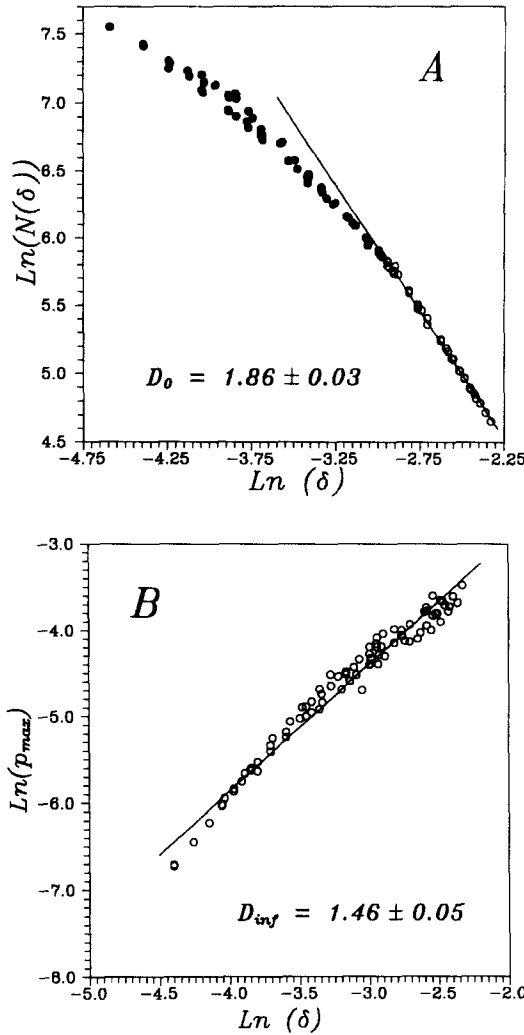 7.5
7.0
6.5
6.0
5.5
5.0
4.5
Ln(N(δ))
A
D₀ = 1.86 ± 0.03
-4.75 -4.25 -3.75 -3.25 -2.75 -2.25
Ln (δ)
-3.0
-4.0
-5.0
-6.0
-7.0
-8.0
Ln(pmax)
B
Dinf = 1.46 ± 0.05
-5.0 -4.5 -4.0 -3.5 -3.0 -2.5 -2.0
Ln (δ)